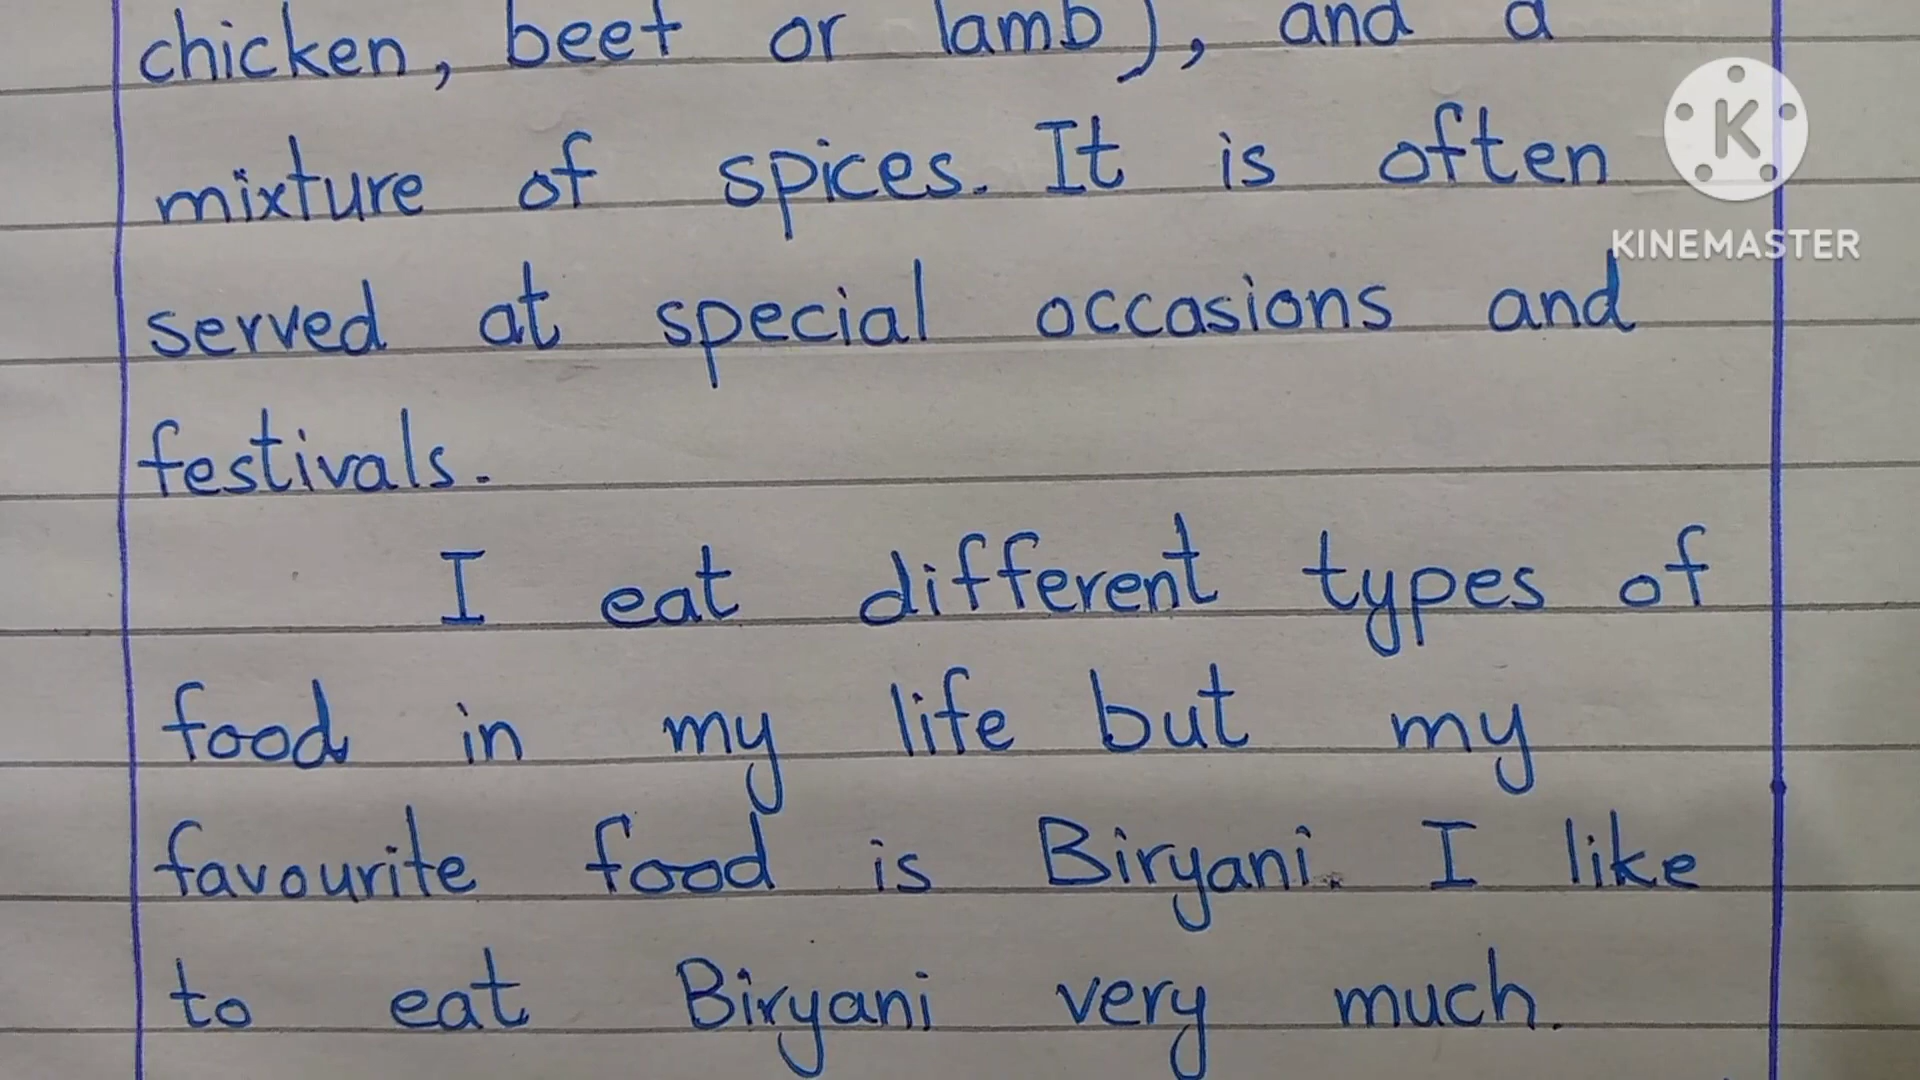 chicken, beef or lamb), and a
mixture of spices. It is often
served at special occasions and
festivals.
I eat different types of
food in my life but my
favourite food is Biryani. I like
to eat Biryani very much.
K
KINEMASTER